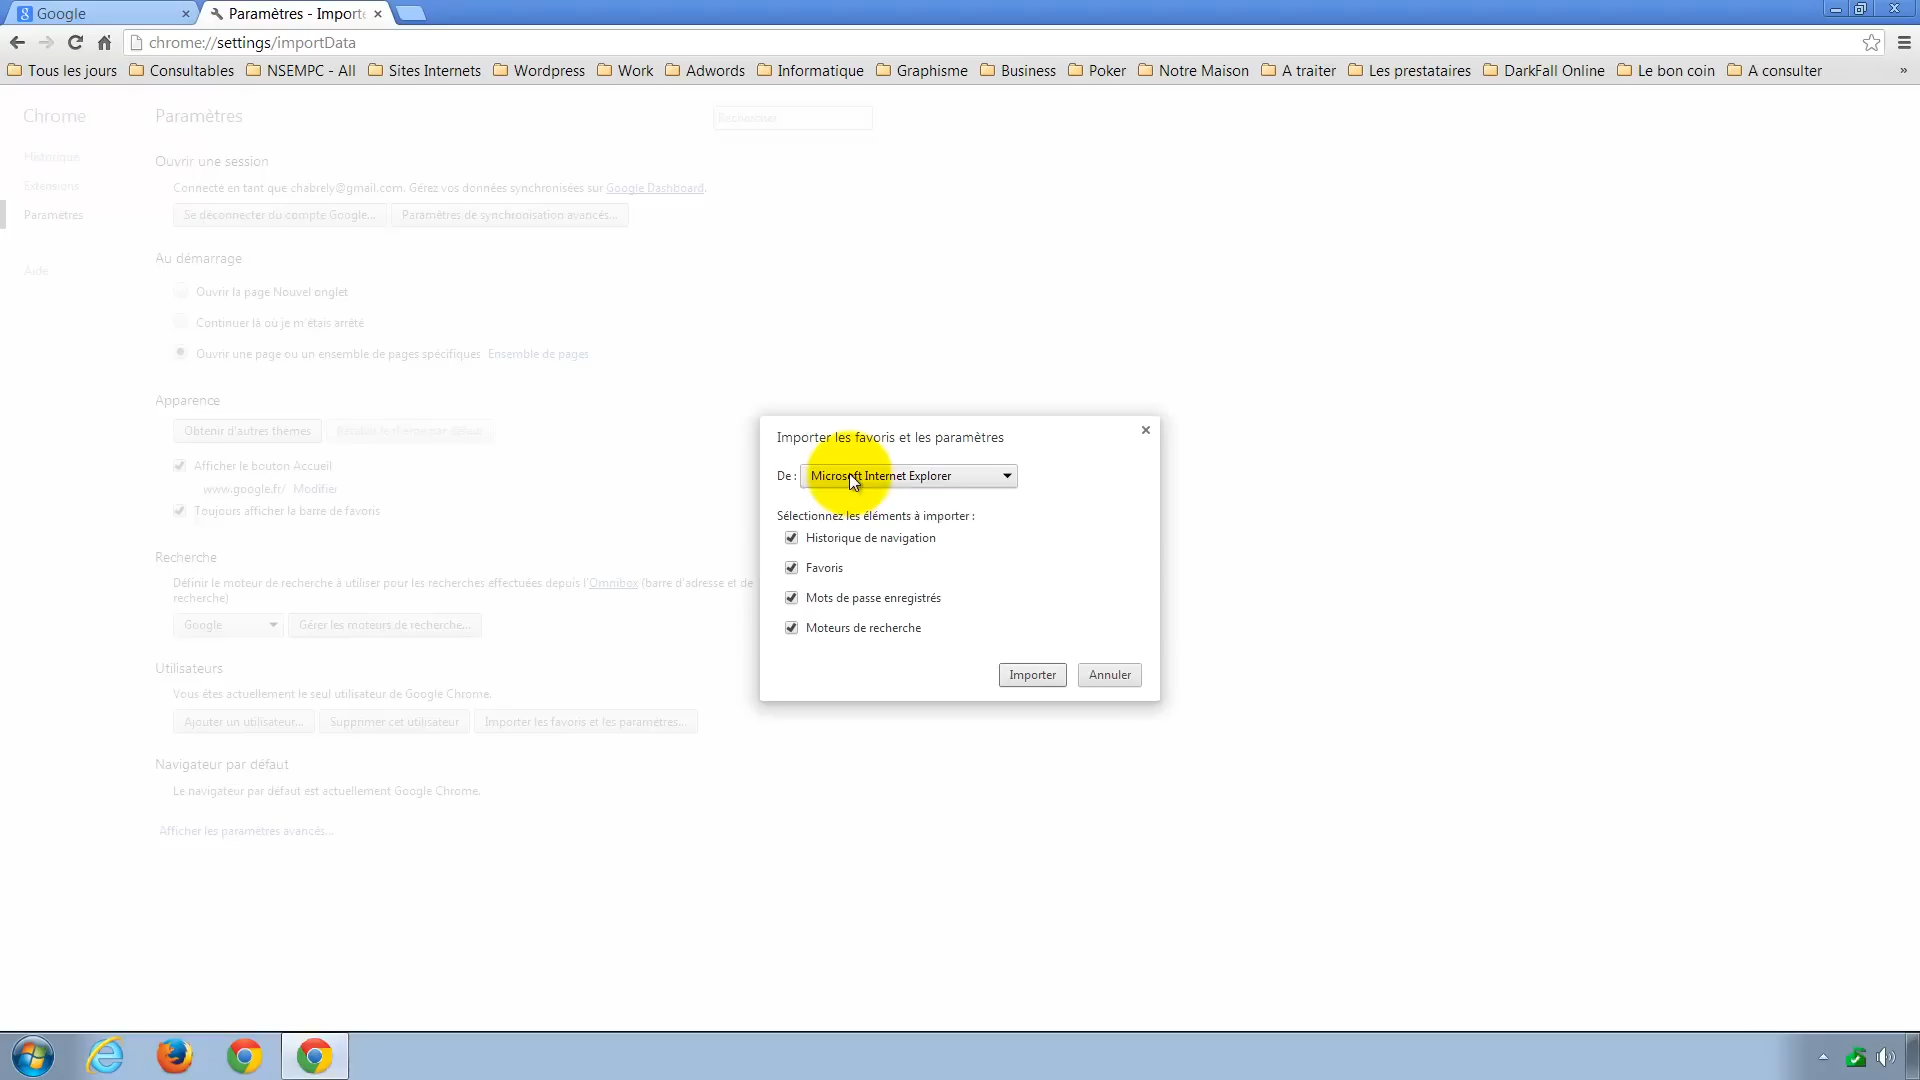 Google
Paramètres - Importe
chrome://settings/importData
Tous les jours Consultables NSEMPC - All Sites Internets Wordpress Work Adwords Informatique Graphisme Business Poker Notre Maison A traiter Les prestataires DarkFall Online Le bon coin A consulter »
Chrome
Historique
Extensions
Paramètres
Aide
Paramètres
Rechercher
Ouvrir une session
Connecté en tant que chabrely@gmail.com. Gérez vos données synchronisées sur Google Dashboard.
Se déconnecter du compte Google... Paramètres de synchronisation avancés...
Au démarrage
Ouvrir la page Nouvel onglet
Continuer là où je m'étais arrêté
Ouvrir une page ou un ensemble de pages spécifiques Ensemble de pages
Apparence
Obtenir d'autres thèmes Rétablir le thème par défaut
Afficher le bouton Accueil
www.google.fr/ Modifier
Toujours afficher la barre de favoris
Recherche
Définir le moteur de recherche à utiliser pour les recherches effectuées depuis l'Omnibox (barre d'adresse et de
recherche)
Google Gérer les moteurs de recherche...
Utilisateurs
Vous êtes actuellement le seul utilisateur de Google Chrome.
Ajouter un utilisateur... Supprimer cet utilisateur Importer les favoris et les paramètres...
Navigateur par défaut
Le navigateur par défaut est actuellement Google Chrome.
Afficher les paramètres avancés...
Importer les favoris et les paramètres
De : Microsoft Internet Explorer
Sélectionnez les éléments à importer :
Historique de navigation
Favoris
Mots de passe enregistrés
Moteurs de recherche
Importer Annuler